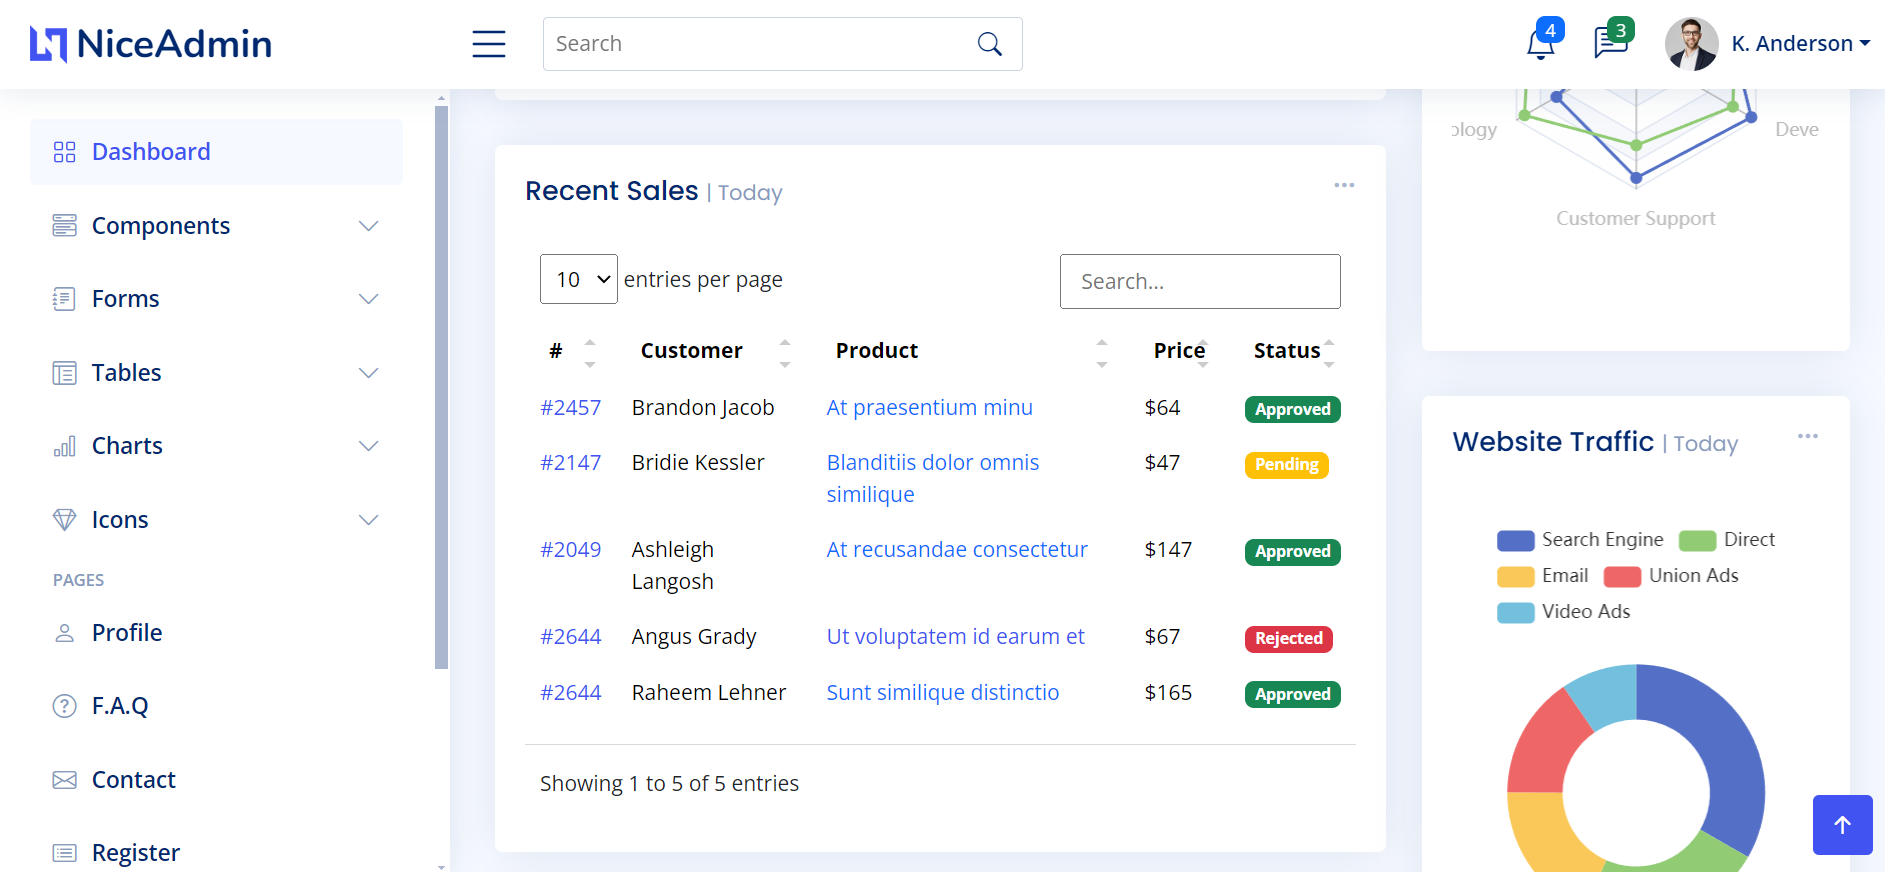 NiceAdmin
Search
4
3
K. Anderson
Dashboard
Components
Forms
Tables
Charts
Icons
PAGES
Profile
F.A.Q
Contact
Register
Recent Sales | Today
10 entries per page
Search...
# Customer Product Price Status
#2457 Brandon Jacob At praesentium minu $64 Approved
#2147 Bridie Kessler Blanditiis dolor omnis $47 Pending
similique
#2049 Ashleigh At recusandae consectetur $147 Approved
Langosh
#2644 Angus Grady Ut voluptatem id earum et $67 Rejected
#2644 Raheem Lehner Sunt similique distinctio $165 Approved
Showing 1 to 5 of 5 entries
ology
Deve
Customer Support
Website Traffic | Today
Search Engine Direct
Email Union Ads
Video Ads